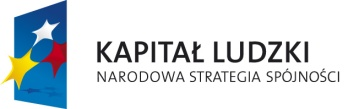 KAPITAŁ LUDZKI
NARODOWA STRATEGIA SPÓJNOŚCI